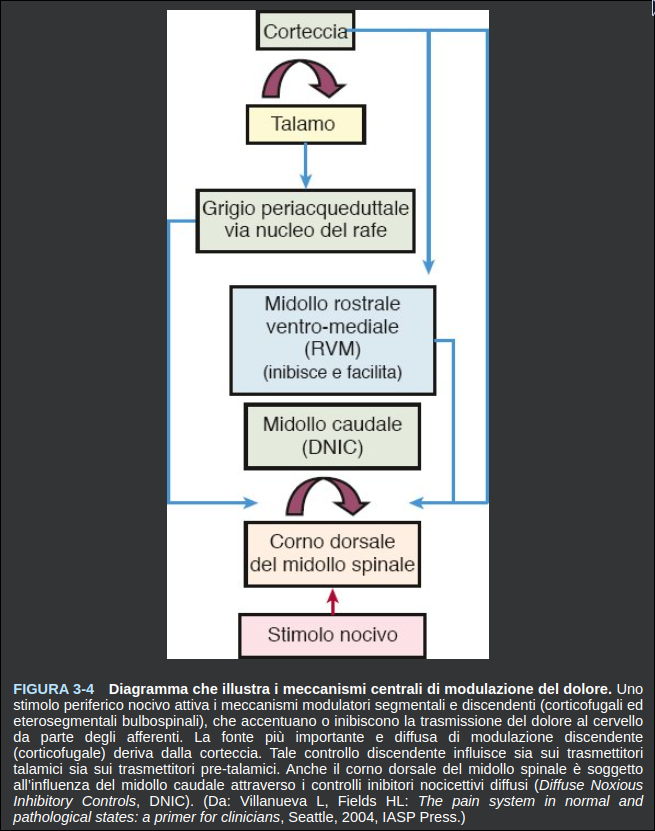 Corteccia
Talamo
Grigio periacqueduttale
via nucleo del rafe
Midollo rostrale
ventro-mediale
(RVM)
(inibisce e facilita)
Midollo caudale
(DNIC)
Corno dorsale
del midollo spinale
Stimolo nocivo
FIGURA 3-4 Diagramma che illustra i meccanismi centrali di modulazione del dolore. Uno
stimolo periferico nocivo attiva i meccanismi modulatori segmentali e discendenti (corticofugali ed
eterosegmentali bulbospinali), che accentuano o inibiscono la trasmissione del dolore al cervello
da parte degli afferenti. La fonte più importante e diffusa di modulazione discendente
(corticofugale) deriva dalla corteccia. Tale controllo discendente influisce sia sui trasmettitori
talamici sia sui trasmettitori pre-talamici. Anche il corno dorsale del midollo spinale è soggetto
all'influenza del midollo caudale attraverso i controlli inibitori nocicettivi diffusi (Diffuse Noxious
Inhibitory Controls, DNIC). (Da: Villanueva L, Fields HL: The pain system in normal and
pathological states: a primer for clinicians, Seattle, 2004, IASP Press.)